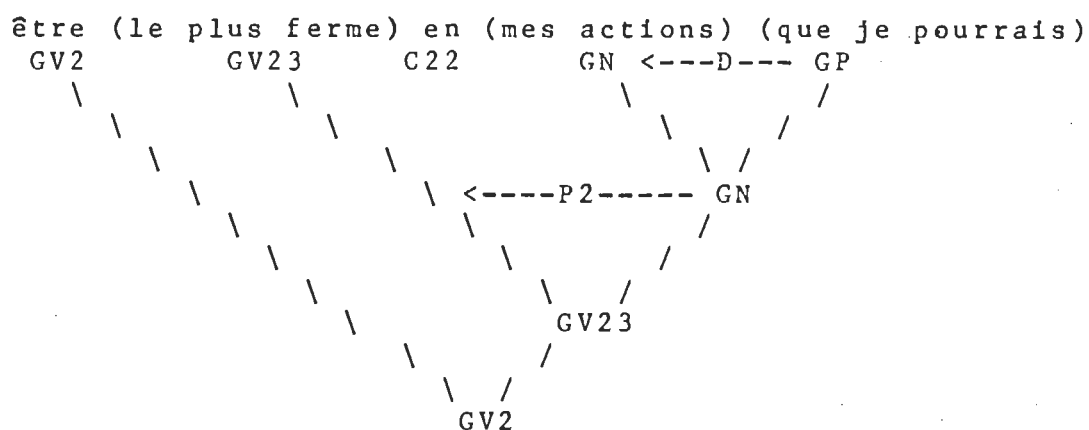 être (le plus ferme) en (mes actions) (que je pourrais)
GV2 GV23 C22 GN <---D--- GP
<----P2----- GN
GV23
GV2